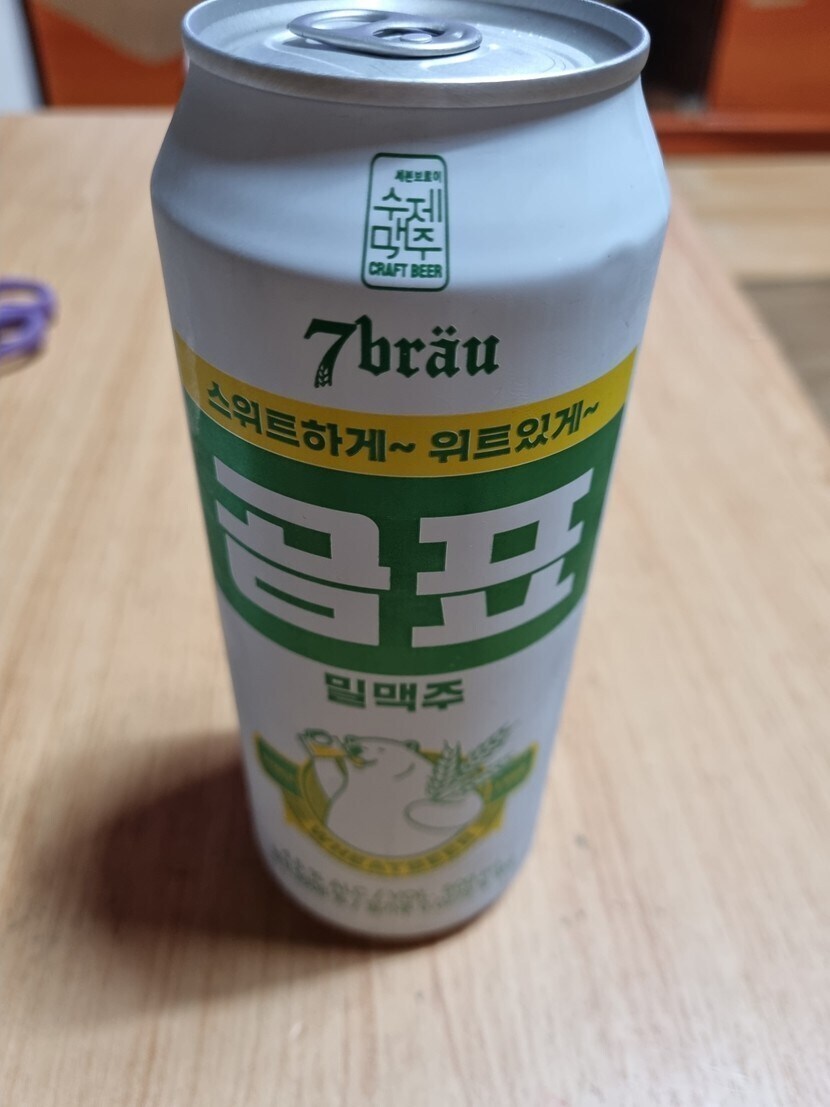 세븐브로이
수제
맥주
CRAFT BEER
7bräu
스위트하게~ 위트있게~
곰표
밀맥주